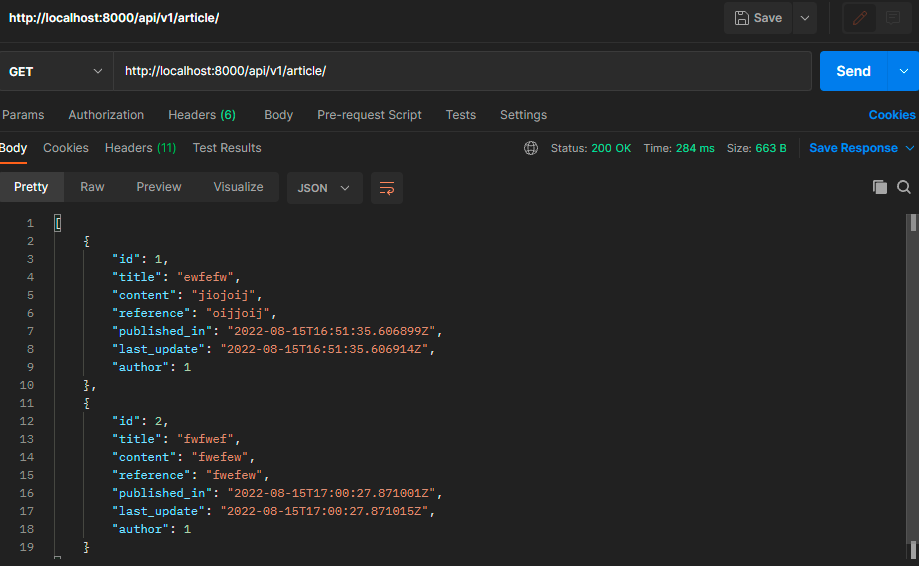 http://localhost:8000/api/v1/article/
Save
GET
http://localhost:8000/api/v1/article/
Send
Params Authorization Headers (6) Body Pre-request Script Tests Settings Cookies
Body Cookies Headers (11) Test Results Status: 200 OK Time: 284 ms Size: 663 B Save Response
Pretty Raw Preview Visualize JSON
1 [
2 {
3 "id": 1,
4 "title": "ewfefw",
5 "content": "jiojoij",
6 "reference": "oijjoij",
7 "published_in": "2022-08-15T16:51:35.606899Z",
8 "last_update": "2022-08-15T16:51:35.606914Z",
9 "author": 1
10 },
11 {
12 "id": 2,
13 "title": "fwfwef",
14 "content": "fwefew",
15 "reference": "fwefew",
16 "published_in": "2022-08-15T17:00:27.871001Z",
17 "last_update": "2022-08-15T17:00:27.871015Z",
18 "author": 1
19 }